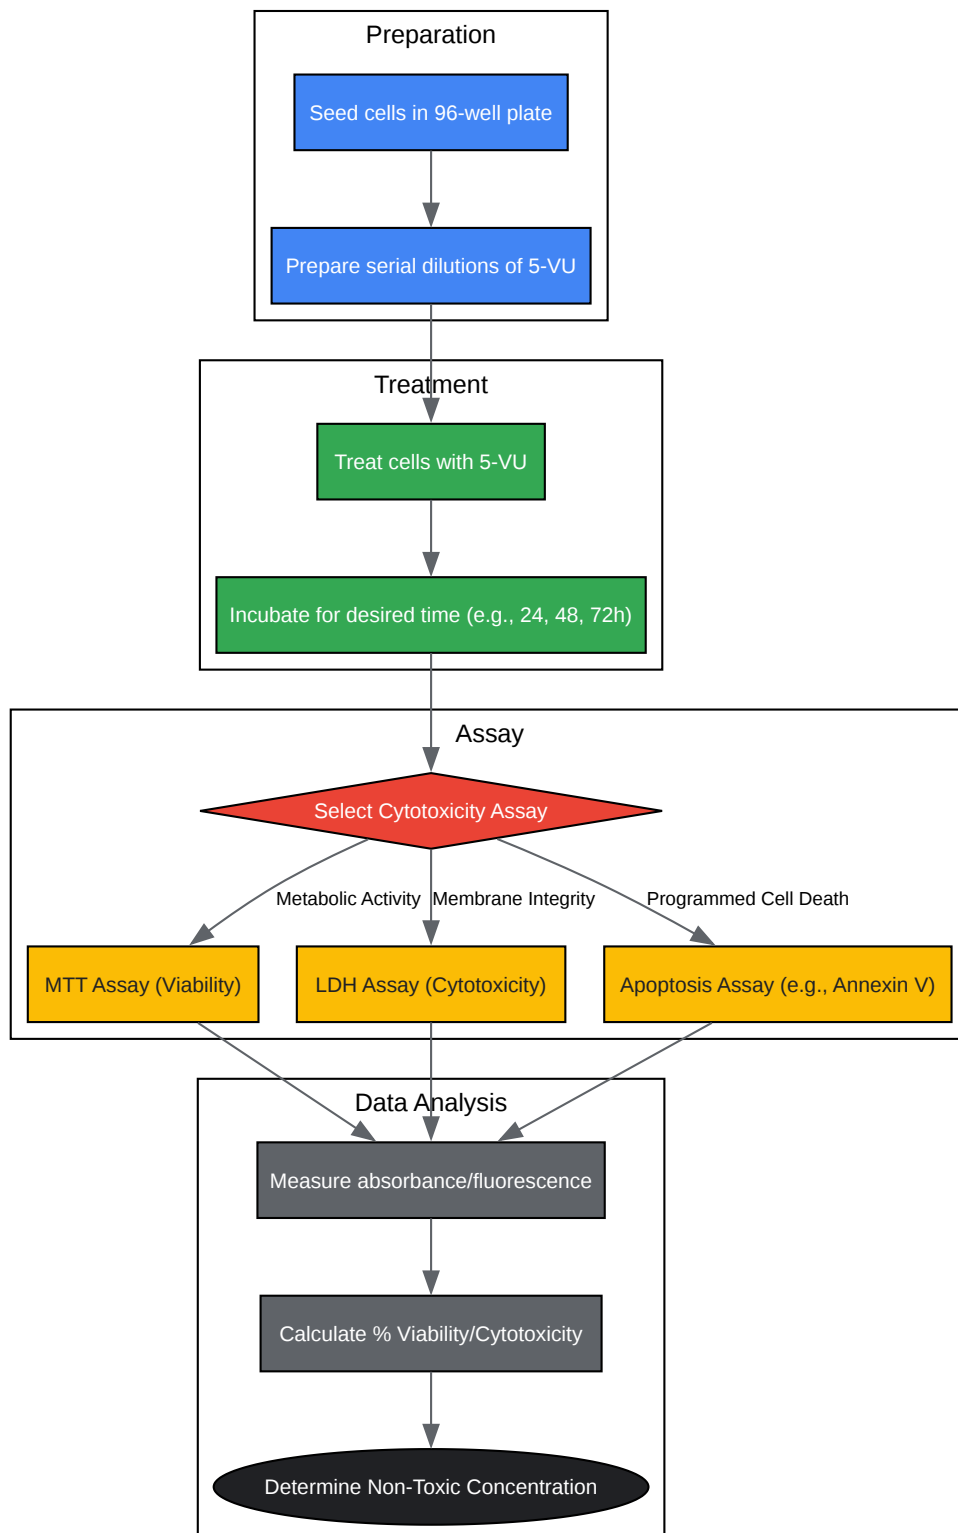 Preparation
Seed cells in 96-well plate
Prepare serial dilutions of 5-VU
Treatment
Treat cells with 5-VU
Incubate for desired time (e.g., 24, 48, 72h)
Assay
Select Cytotoxicity Assay
Metabolic Activity
Membrane Integrity
Programmed Cell Death
MTT Assay (Viability)
LDH Assay (Cytotoxicity)
Apoptosis Assay (e.g., Annexin V)
Data Analysis
Measure absorbance/fluorescence
Calculate % Viability/Cytotoxicity
Determine Non-Toxic Concentration